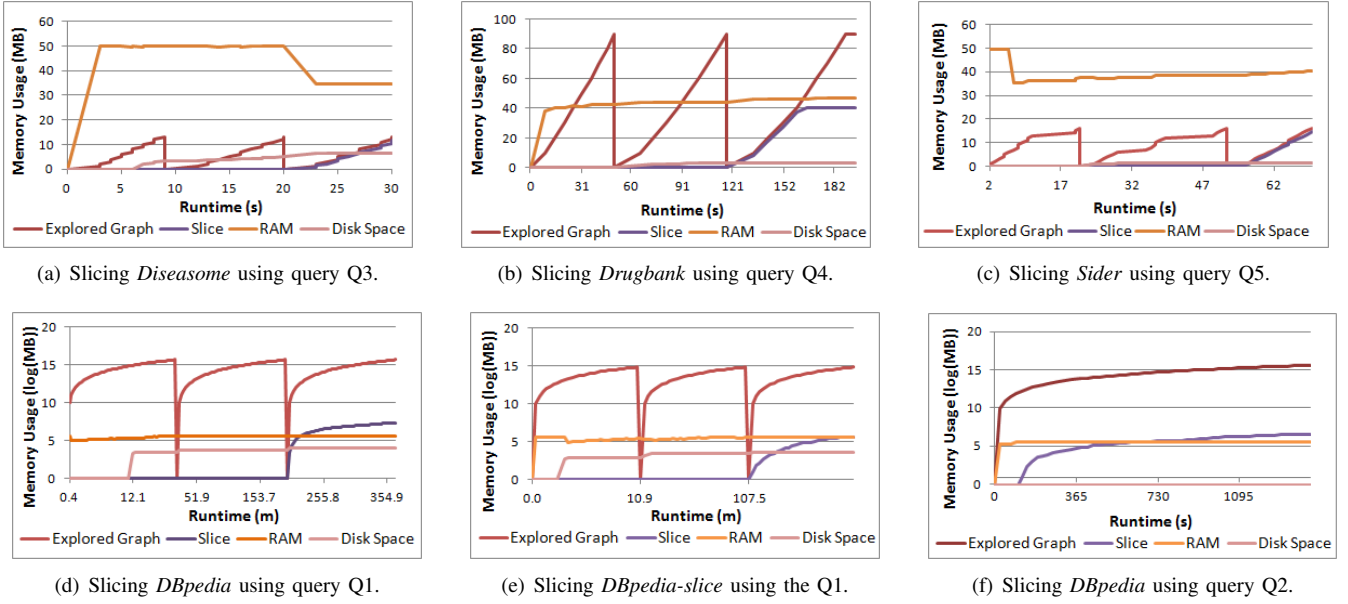 Memory Usage (MB)
60
50
40
30
20
10
0
0 5 10 15 20 25 30
Runtime (s)
Explored Graph Slice RAM Disk Space
(a) Slicing Diseasome using query Q3.
Memory Usage (MB)
100
80
60
40
20
0
0 31 60 91 121 152 182
Runtime (s)
Explored Graph Slice RAM Disk Space
(b) Slicing Drugbank using query Q4.
Memory Usage (MB)
60
50
40
30
20
10
0
2 17 32 47 62
Runtime (s)
Explored Graph Slice RAM Disk Space
(c) Slicing Sider using query Q5.
Memory Usage (log(MB))
20
15
10
5
0
0.4 12.1 51.9 153.7 255.8 354.9
Runtime (m)
Explored Graph Slice RAM Disk Space
(d) Slicing DBpedia using query Q1.
Memory Usage (log(MB))
20
15
10
5
0
0.0 10.9 107.5
Runtime (m)
Explored Graph Slice RAM Disk Space
(e) Slicing DBpedia-slice using the Q1.
Memory Usage (log(MB))
20
15
10
5
0
0 365 730 1095
Runtime (s)
Explored Graph Slice RAM Disk Space
(f) Slicing DBpedia using query Q2.